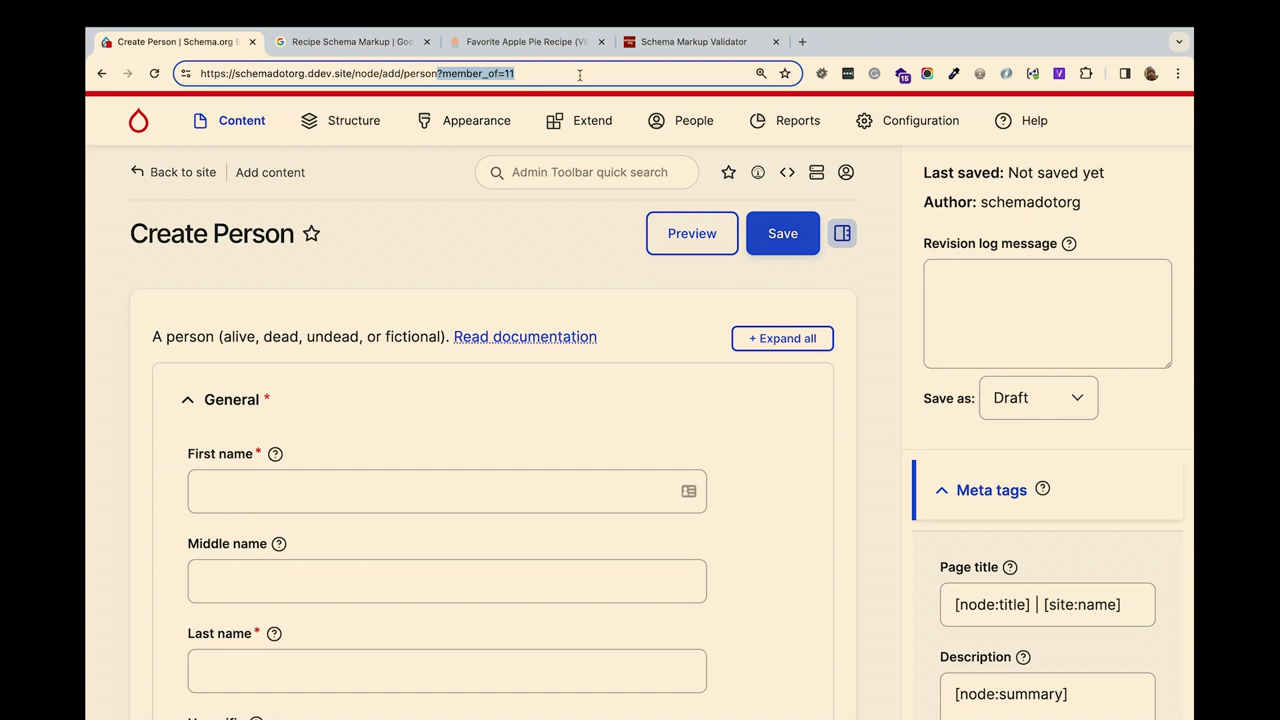 Create Person | Schema.org B
Recipe Schema Markup | Goo
Favorite Apple Pie Recipe (VI
Schema Markup Validator
https://schemadotorg.ddev.site/node/add/person?member_of=11
15
Content
Structure
Appearance
Extend
People
Reports
Configuration
Help
Back to site
Add content
Admin Toolbar quick search
Create Person
Preview
Save
A person (alive, dead, undead, or fictional). Read documentation
+ Expand all
General *
First name *
Middle name
Last name *
Last saved: Not saved yet
Author: schemadotorg
Revision log message
Save as: Draft
Meta tags
Page title
[node:title] | [site:name]
Description
[node:summary]